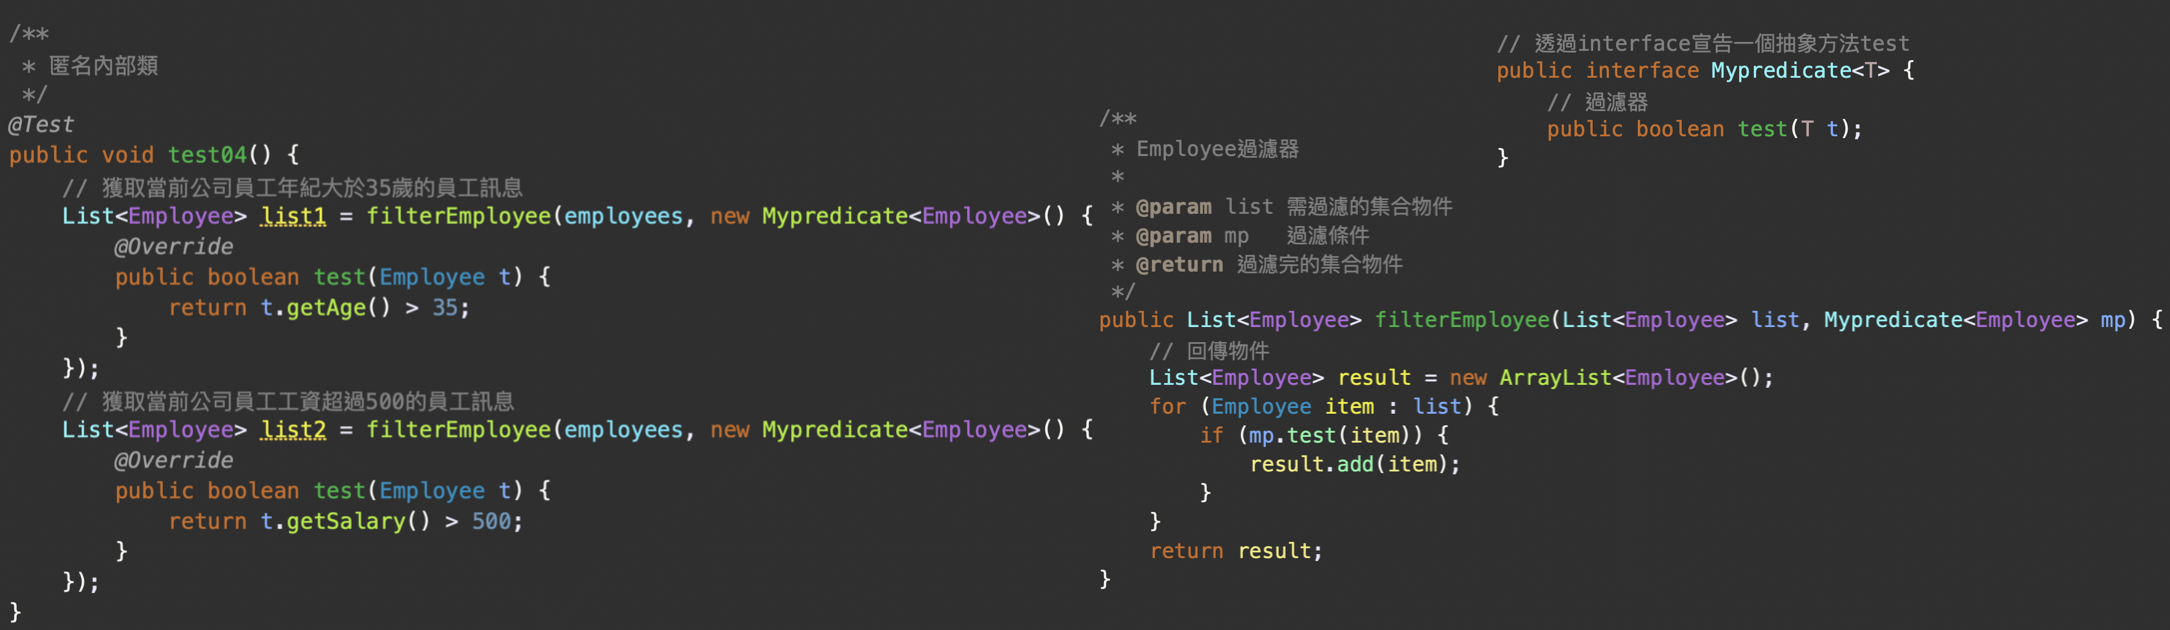 /**
 * 匿名內部類
 */
@Test
public void test04() {
    // 獲取當前公司員工年紀大於35歲的員工訊息
    List<Employee> list1 = filterEmployee(employees, new Mypredicate<Employee>() {
        @Override
        public boolean test(Employee t) {
            return t.getAge() > 35;
        }
    });
    // 獲取當前公司員工工資超過500的員工訊息
    List<Employee> list2 = filterEmployee(employees, new Mypredicate<Employee>() {
        @Override
        public boolean test(Employee t) {
            return t.getSalary() > 500;
        }
    });
}
/**
 * Employee過濾器
 *
 * @param list 需過濾的集合物件
 * @param mp   過濾條件
 * @return 過濾完的集合物件
 */
public List<Employee> filterEmployee(List<Employee> list, Mypredicate<Employee> mp) {
    // 回傳物件
    List<Employee> result = new ArrayList<Employee>();
    for (Employee item : list) {
        if (mp.test(item)) {
            result.add(item);
        }
    }
    return result;
}
// 透過interface宣告一個抽象方法test
public interface Mypredicate<T> {
    // 過濾器
    public boolean test(T t);
}